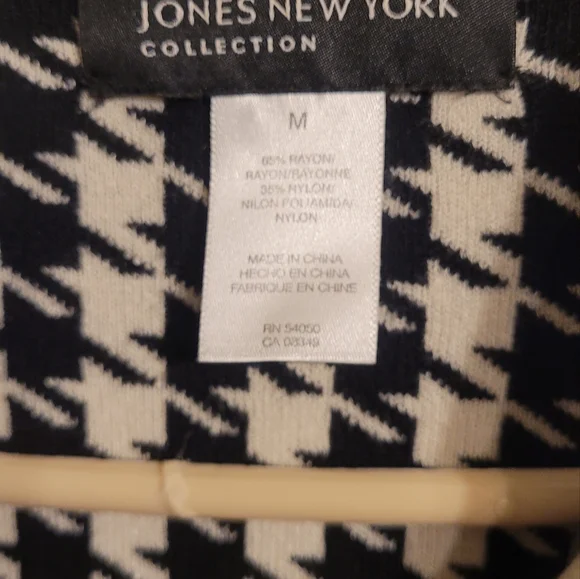 JONES NEW YORK
COLLECTION
M
65% RAYON/
RAYON/RAYONNE
35% NYLON/
NILON POLIAMIDA/
NYLON
MADE IN CHINA
HECHO EN CHINA
FABRIQUE EN CHINE
RN 54050
CA 08349